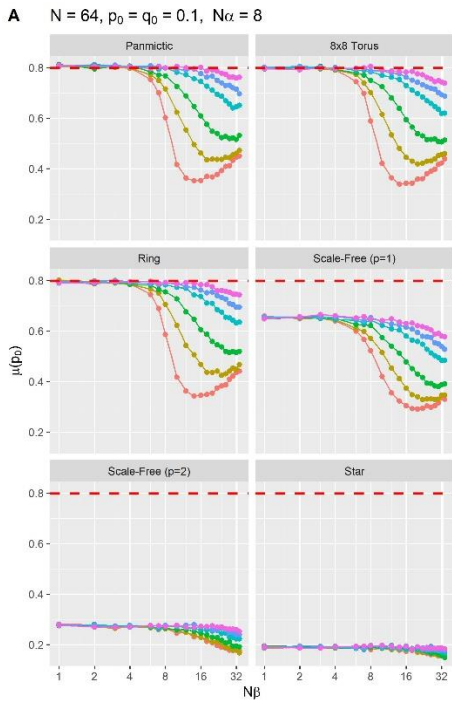 A N = 64, p₀ = q₀ = 0.1, Nα = 8
Panmictic
8x8 Torus
0.8
0.6
0.4
0.2
Ring
Scale-Free (p=1)
0.8
0.6
0.4
0.2
μ(p_D)
Scale-Free (p=2)
Star
0.8
0.6
0.4
0.2
1 2 4 8 16 32 1 2 4 8 16 32
Nβ